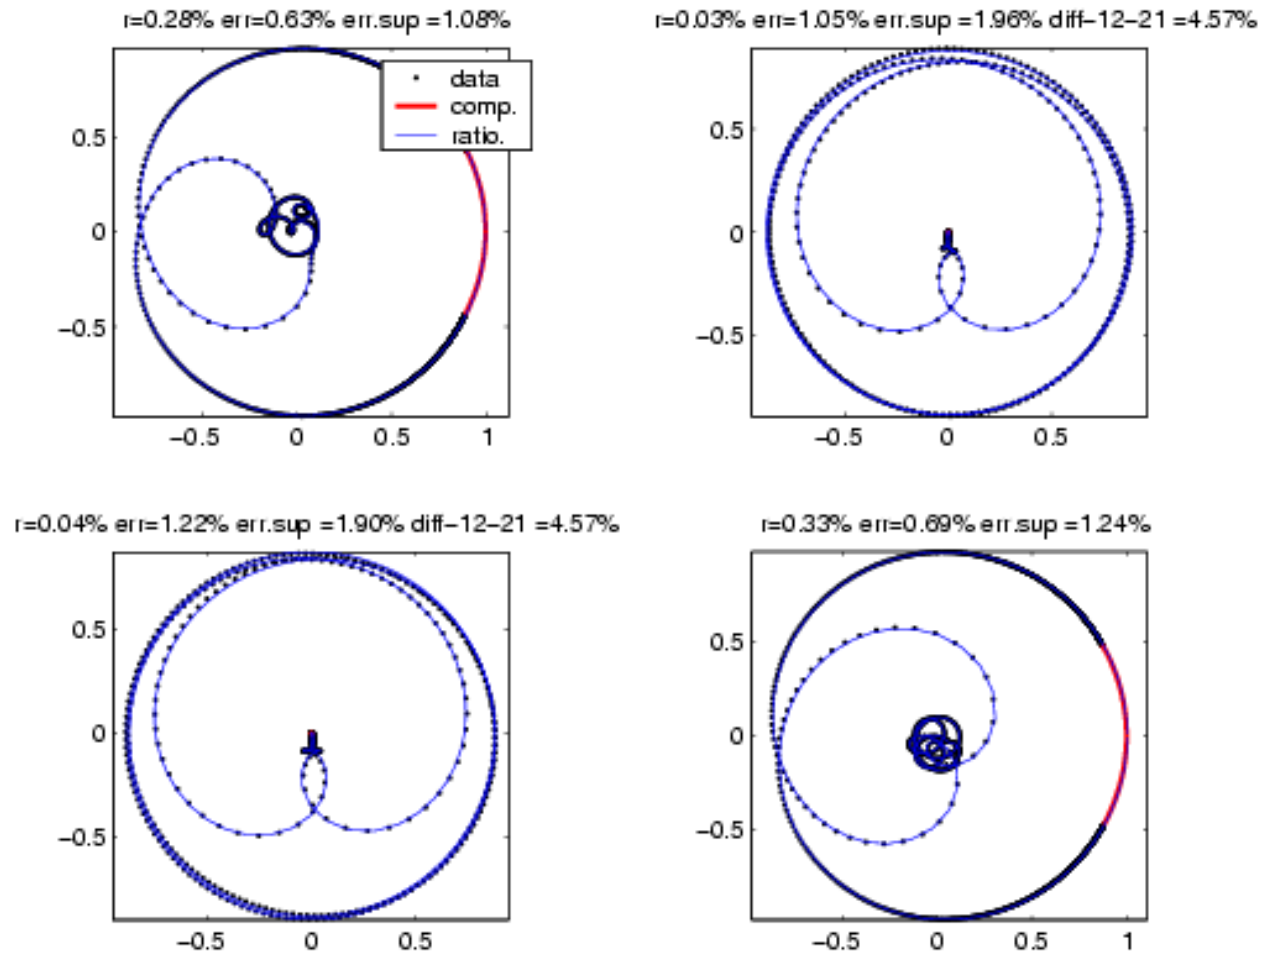 r=0.28% err=0.63% err.sup =1.08%
data
comp.
ratio.
0.5
0
−0.5
−0.5 0 0.5 1
r=0.03% err=1.05% err.sup =1.96% diff−12−21 =4.57%
0.5
0
−0.5
−0.5 0 0.5
r=0.04% err=1.22% err.sup =1.90% diff−12−21 =4.57%
0.5
0
−0.5
−0.5 0 0.5
r=0.33% err=0.69% err.sup =1.24%
0.5
0
−0.5
−0.5 0 0.5 1